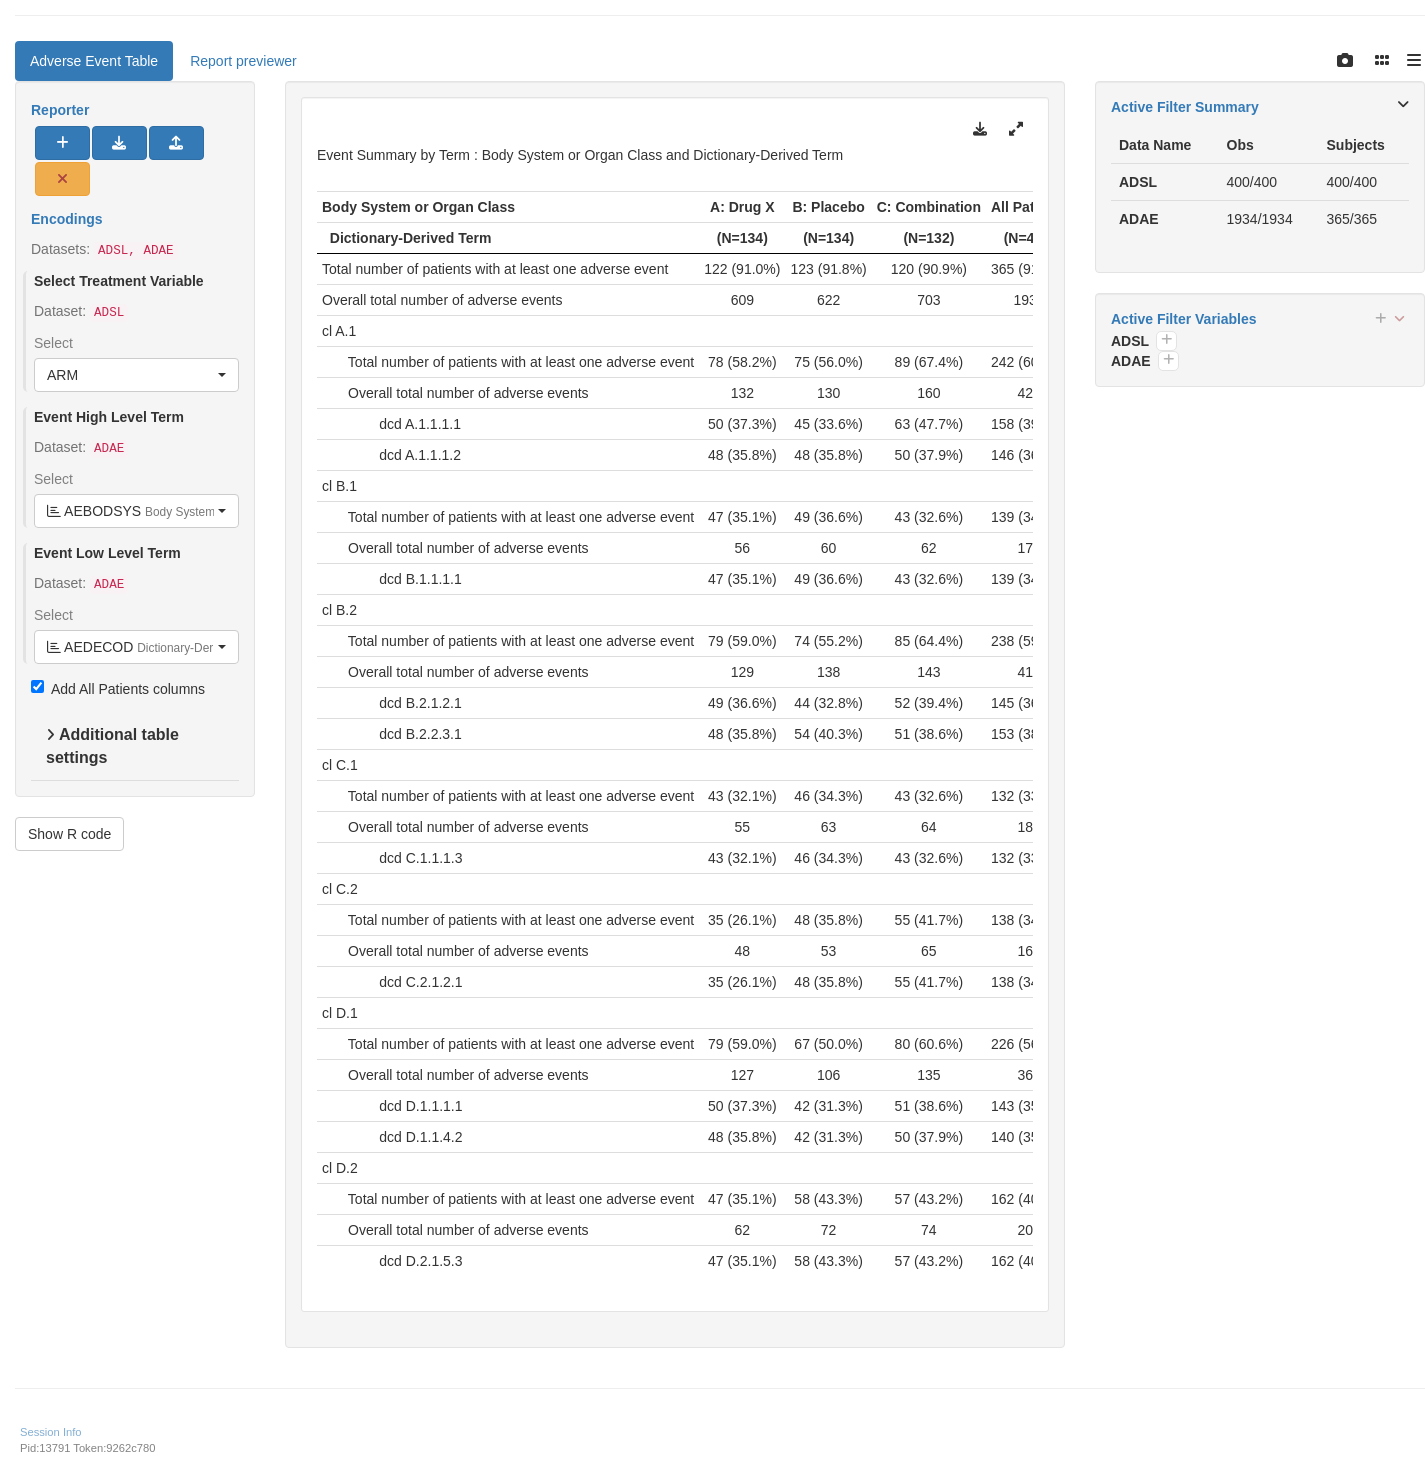 Adverse Event Table Report previewer
Reporter
Encodings
Datasets: ADSL, ADAE
Select Treatment Variable
Dataset: ADSL
Select
ARM
Event High Level Term
Dataset: ADAE
Select
AEBODSYS Body System
Event Low Level Term
Dataset: ADAE
Select
AEDECOD Dictionary-Der
Add All Patients columns
Additional table
settings
Show R code
Event Summary by Term : Body System or Organ Class and Dictionary-Derived Term
Body System or Organ Class A: Drug X B: Placebo C: Combination All Pat
Dictionary-Derived Term (N=134) (N=134) (N=132) (N=4
Total number of patients with at least one adverse event 122 (91.0%) 123 (91.8%) 120 (90.9%) 365 (91
Overall total number of adverse events 609 622 703 193
cl A.1
Total number of patients with at least one adverse event 78 (58.2%) 75 (56.0%) 89 (67.4%) 242 (60
Overall total number of adverse events 132 130 160 42
dcd A.1.1.1.1 50 (37.3%) 45 (33.6%) 63 (47.7%) 158 (39
dcd A.1.1.1.2 48 (35.8%) 48 (35.8%) 50 (37.9%) 146 (36
cl B.1
Total number of patients with at least one adverse event 47 (35.1%) 49 (36.6%) 43 (32.6%) 139 (34
Overall total number of adverse events 56 60 62 17
dcd B.1.1.1.1 47 (35.1%) 49 (36.6%) 43 (32.6%) 139 (34
cl B.2
Total number of patients with at least one adverse event 79 (59.0%) 74 (55.2%) 85 (64.4%) 238 (59
Overall total number of adverse events 129 138 143 41
dcd B.2.1.2.1 49 (36.6%) 44 (32.8%) 52 (39.4%) 145 (36
dcd B.2.2.3.1 48 (35.8%) 54 (40.3%) 51 (38.6%) 153 (38
cl C.1
Total number of patients with at least one adverse event 43 (32.1%) 46 (34.3%) 43 (32.6%) 132 (33
Overall total number of adverse events 55 63 64 18
dcd C.1.1.1.3 43 (32.1%) 46 (34.3%) 43 (32.6%) 132 (33
cl C.2
Total number of patients with at least one adverse event 35 (26.1%) 48 (35.8%) 55 (41.7%) 138 (34
Overall total number of adverse events 48 53 65 16
dcd C.2.1.2.1 35 (26.1%) 48 (35.8%) 55 (41.7%) 138 (34
cl D.1
Total number of patients with at least one adverse event 79 (59.0%) 67 (50.0%) 80 (60.6%) 226 (56
Overall total number of adverse events 127 106 135 36
dcd D.1.1.1.1 50 (37.3%) 42 (31.3%) 51 (38.6%) 143 (35
dcd D.1.1.4.2 48 (35.8%) 42 (31.3%) 50 (37.9%) 140 (35
cl D.2
Total number of patients with at least one adverse event 47 (35.1%) 58 (43.3%) 57 (43.2%) 162 (40
Overall total number of adverse events 62 72 74 20
dcd D.2.1.5.3 47 (35.1%) 58 (43.3%) 57 (43.2%) 162 (40
Active Filter Summary
Data Name Obs Subjects
ADSL 400/400 400/400
ADAE 1934/1934 365/365
Active Filter Variables
ADSL
ADAE
Session Info
Pid:13791 Token:9262c780